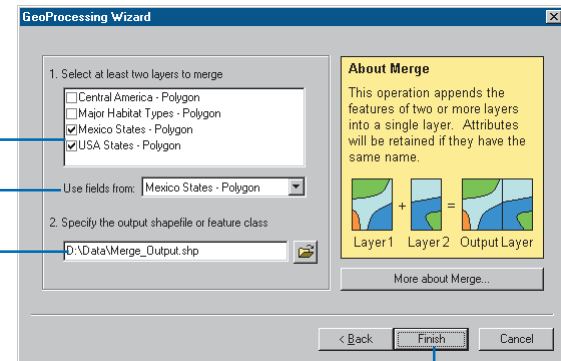 GeoProcessing Wizard
1. Select at least two layers to merge
Central America - Polygon
Major Habitat Types - Polygon
Mexico States - Polygon
USA States - Polygon
Use fields from: Mexico States - Polygon
2. Specify the output shapefile or feature class
D:\Data\Merge_Output.shp
About Merge
This operation appends the
features of two or more layers
into a single layer. Attributes
will be retained if they have the
same name.
+ =
Layer1 Layer 2 Output Layer
More about Merge...
< Back Finish Cancel